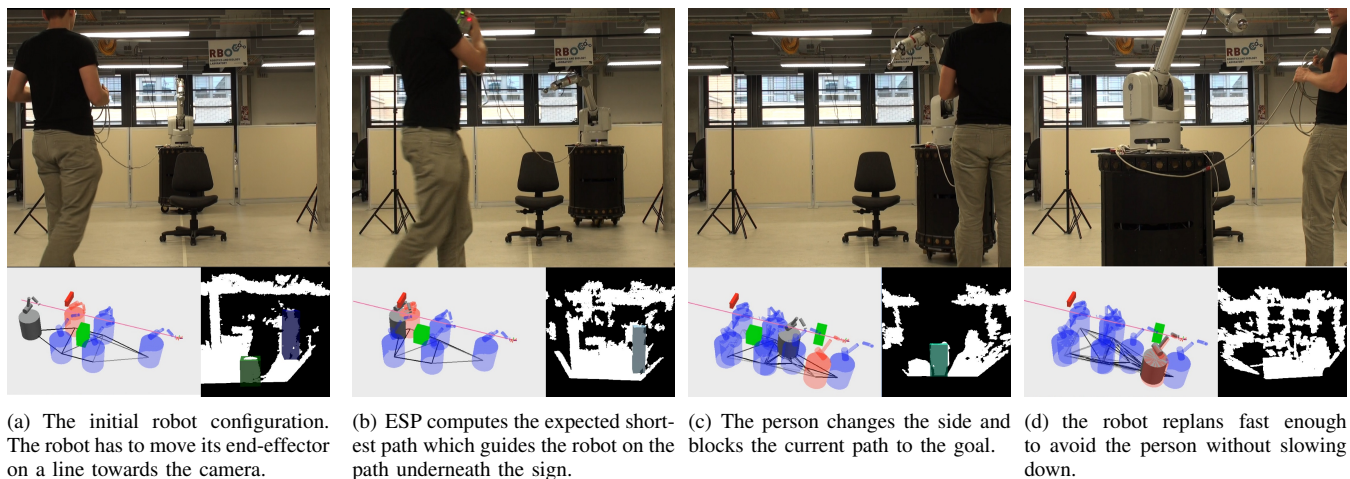 RBO
RBO
RBO
RBO
(a) The initial robot configuration.
The robot has to move its end-effector
on a line towards the camera.
(b) ESP computes the expected short-
est path which guides the robot on the
path underneath the sign.
(c) The person changes the side and
blocks the current path to the goal.
(d) the robot replans fast enough
to avoid the person without slowing
down.